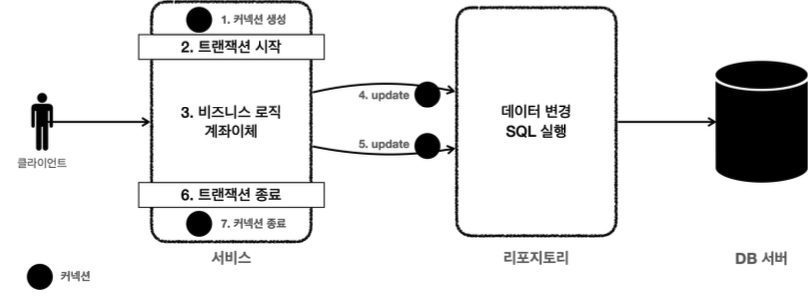 1. 커넥션 생성
2. 트랜잭션 시작
3. 비즈니스 로직
계좌이체
4. update
5. update
6. 트랜잭션 종료
7. 커넥션 종료
데이터 변경
SQL 실행
클라이언트
서비스
리포지토리
DB 서버
커넥션